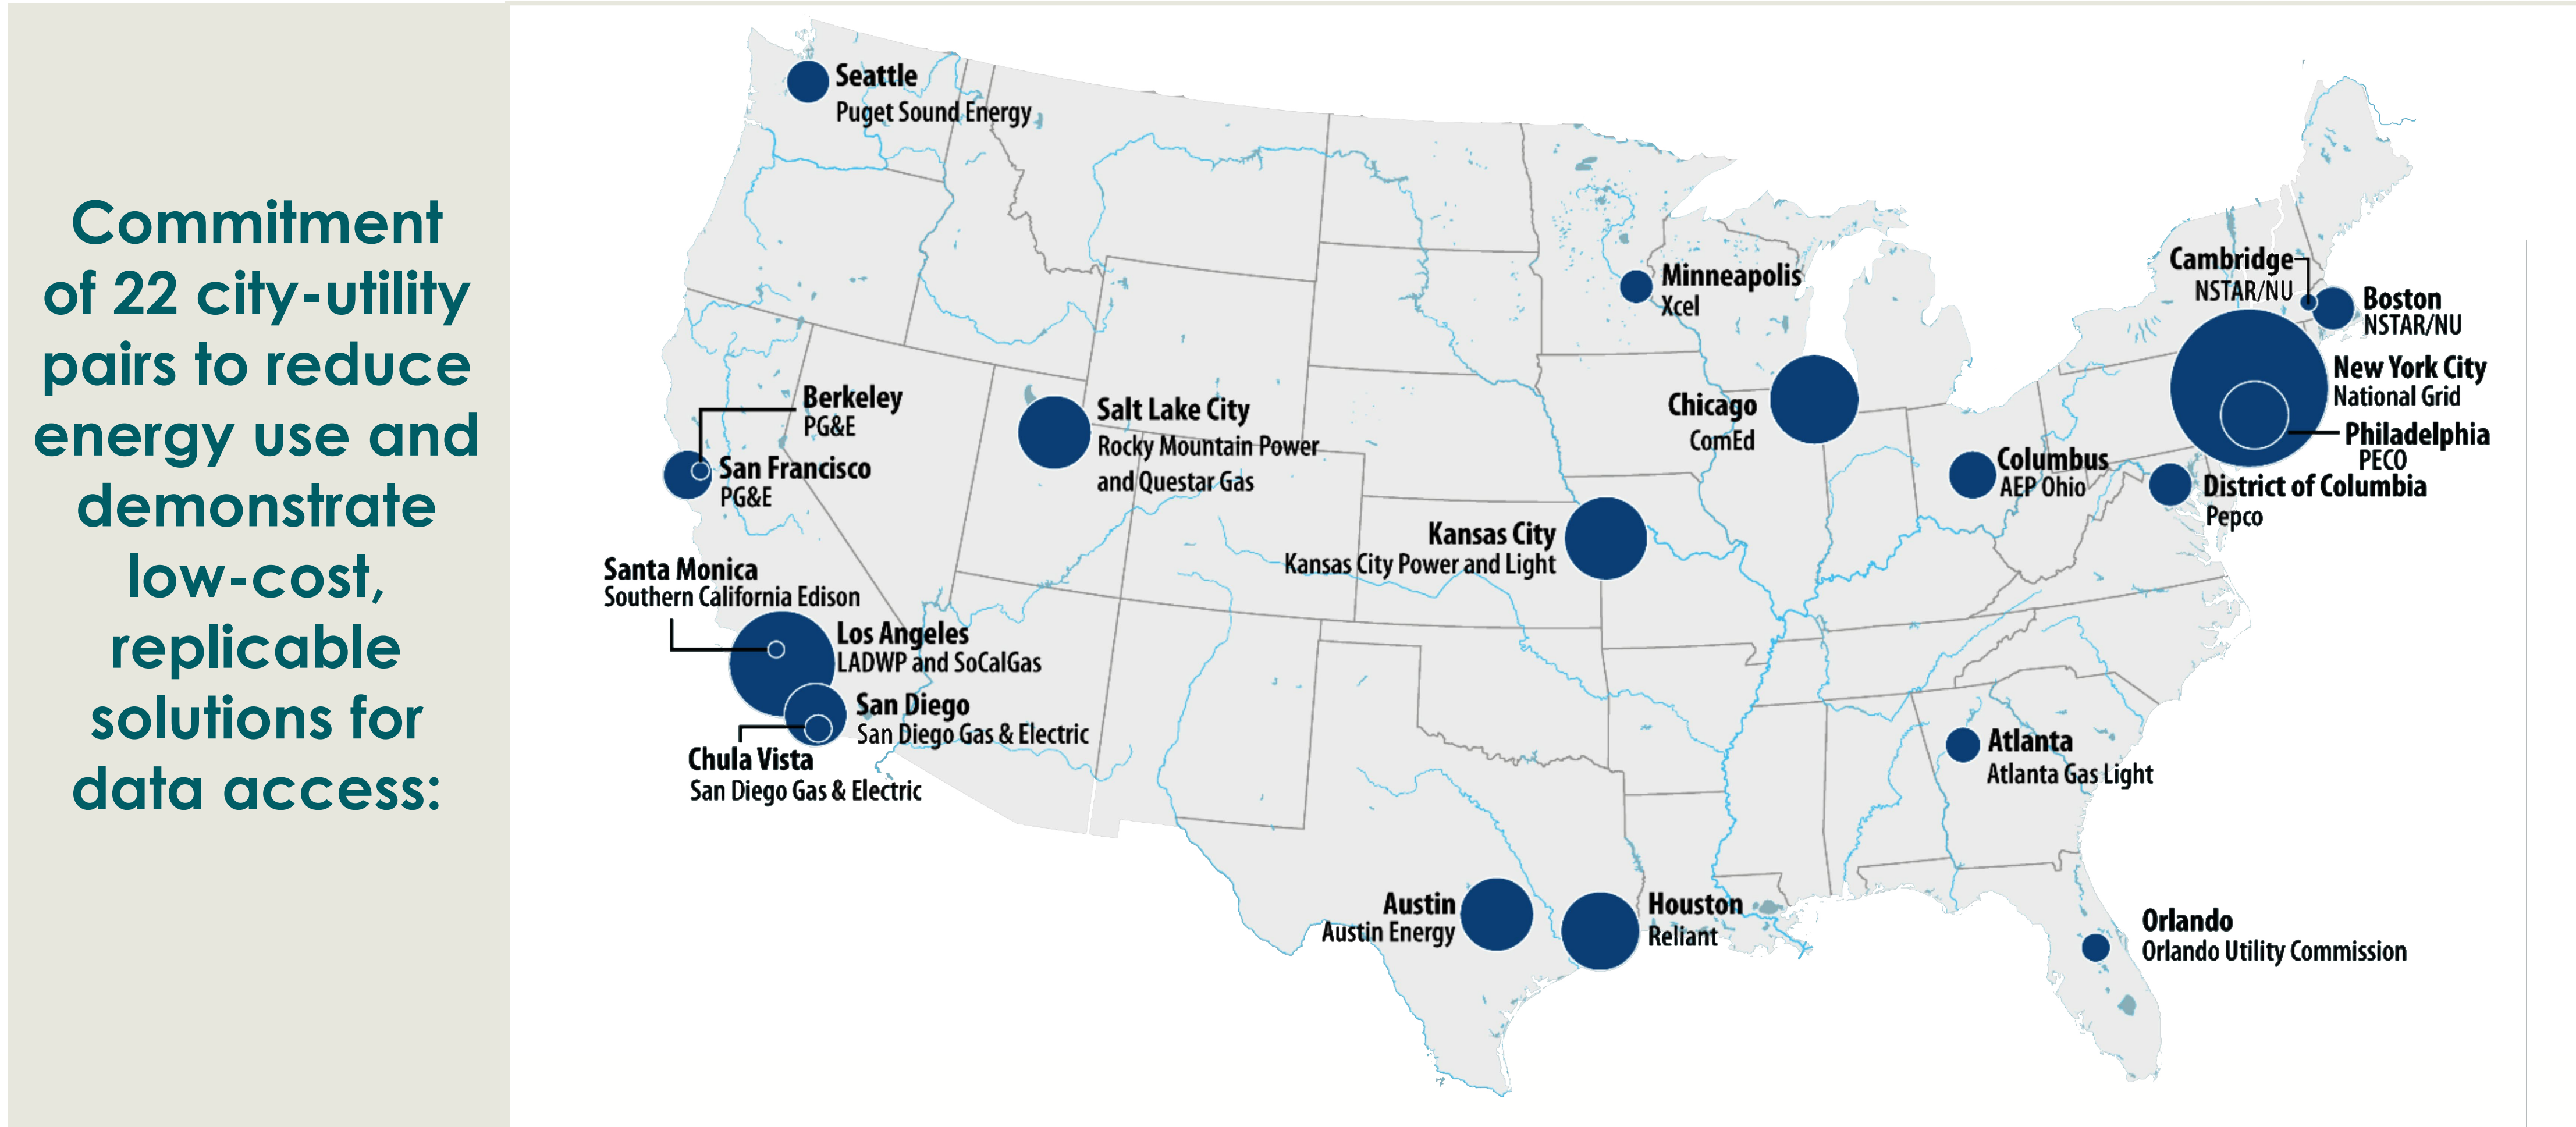 Commitment
of 22 city-utility
pairs to reduce
energy use and
demonstrate
low-cost,
replicable
solutions for
data access:
Seattle
Puget Sound Energy
Berkeley
PG&E
San Francisco
PG&E
Salt Lake City
Rocky Mountain Power
and Questar Gas
Santa Monica
Southern California Edison
Los Angeles
LADWP and SoCalGas
San Diego
San Diego Gas & Electric
Chula Vista
San Diego Gas & Electric
Minneapolis
Xcel
Chicago
ComEd
Kansas City
Kansas City Power and Light
Austin
Austin Energy
Houston
Reliant
Cambridge
NSTAR/NU
Boston
NSTAR/NU
New York City
National Grid
Philadelphia
PECO
Columbus
AEP Ohio
District of Columbia
Pepco
Atlanta
Atlanta Gas Light
Orlando
Orlando Utility Commission